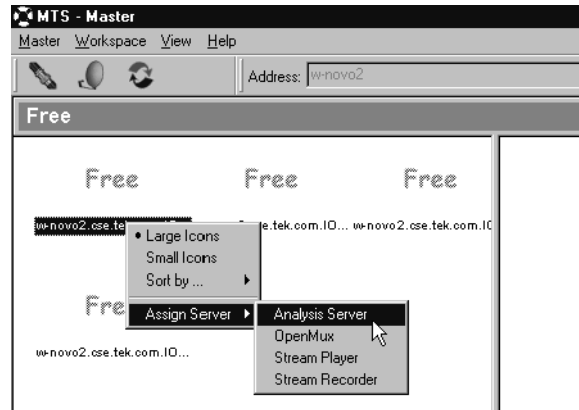 MTS - Master
Master Workspace View Help
Address: w-novo2
Free
Free Free Free
w-novo2.cse.te e.tek.com.IO... w-novo2.cse.tek.com.IO
• Large Icons
Small Icons
Sort by ...
Fre Assign Server Analysis Server
OpenMux
w-novo2.cse.tek.com.IO... Stream Player
Stream Recorder